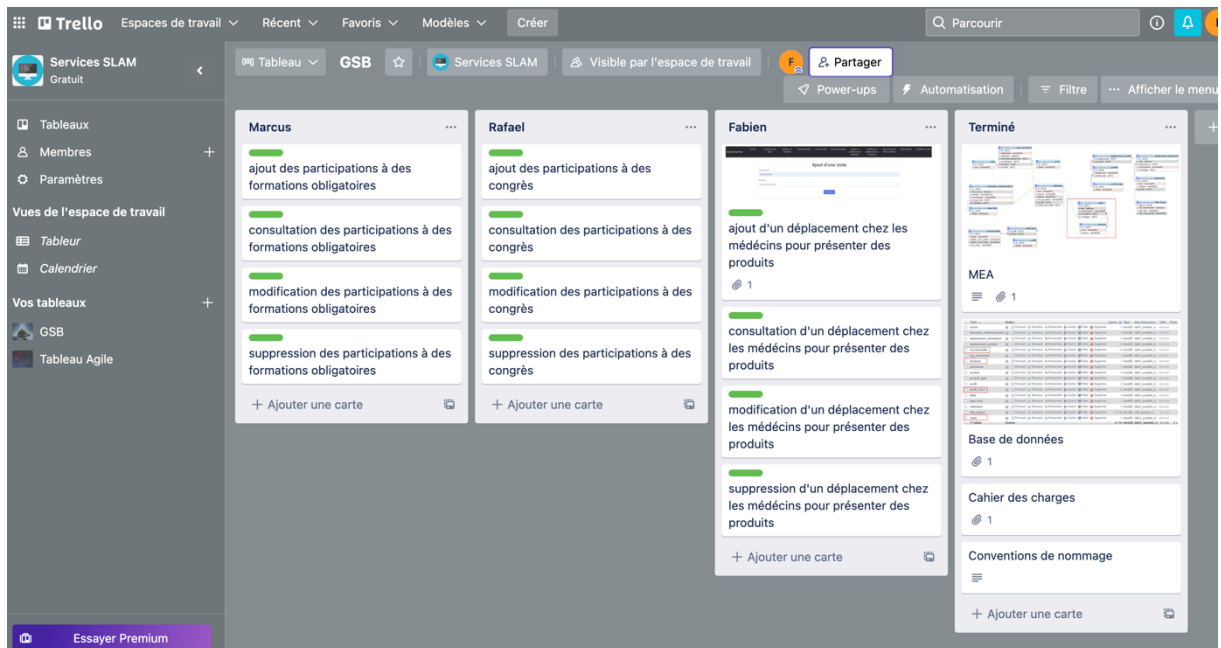 Trello
Espaces de travail
Récent
Favoris
Modèles
Créer
Parcourir
Services SLAM
Gratuit
Tableau
GSB
Services SLAM
Visible par l'espace de travail
F
Partager
Power-ups
Automatisation
Filtre
Afficher le menu
Tableaux
Membres
Paramètres
Vues de l'espace de travail
Tableur
Calendrier
Vos tableaux
GSB
Tableau Agile
Essayer Premium
Marcus
ajout des participations à des
formations obligatoires
consultation des participations à des
formations obligatoires
modification des participations à des
formations obligatoires
suppression des participations à des
formations obligatoires
+ Ajouter une carte
Rafael
ajout des participations à des
congrès
consultation des participations à des
congrès
modification des participations à des
congrès
suppression des participations à des
congrès
+ Ajouter une carte
Fabien
Ajout d'une visite
ajout d'un déplacement chez les
médécins pour présenter des
produits
1
consultation d'un déplacement chez
les médécins pour présenter des
produits
modification d'un déplacement chez
les médécins pour présenter des
produits
suppression d'un déplacement chez
les médécins pour présenter des
produits
+ Ajouter une carte
Terminé
MEA
1
Base de données
1
Cahier des charges
1
Conventions de nommage
+ Ajouter une carte